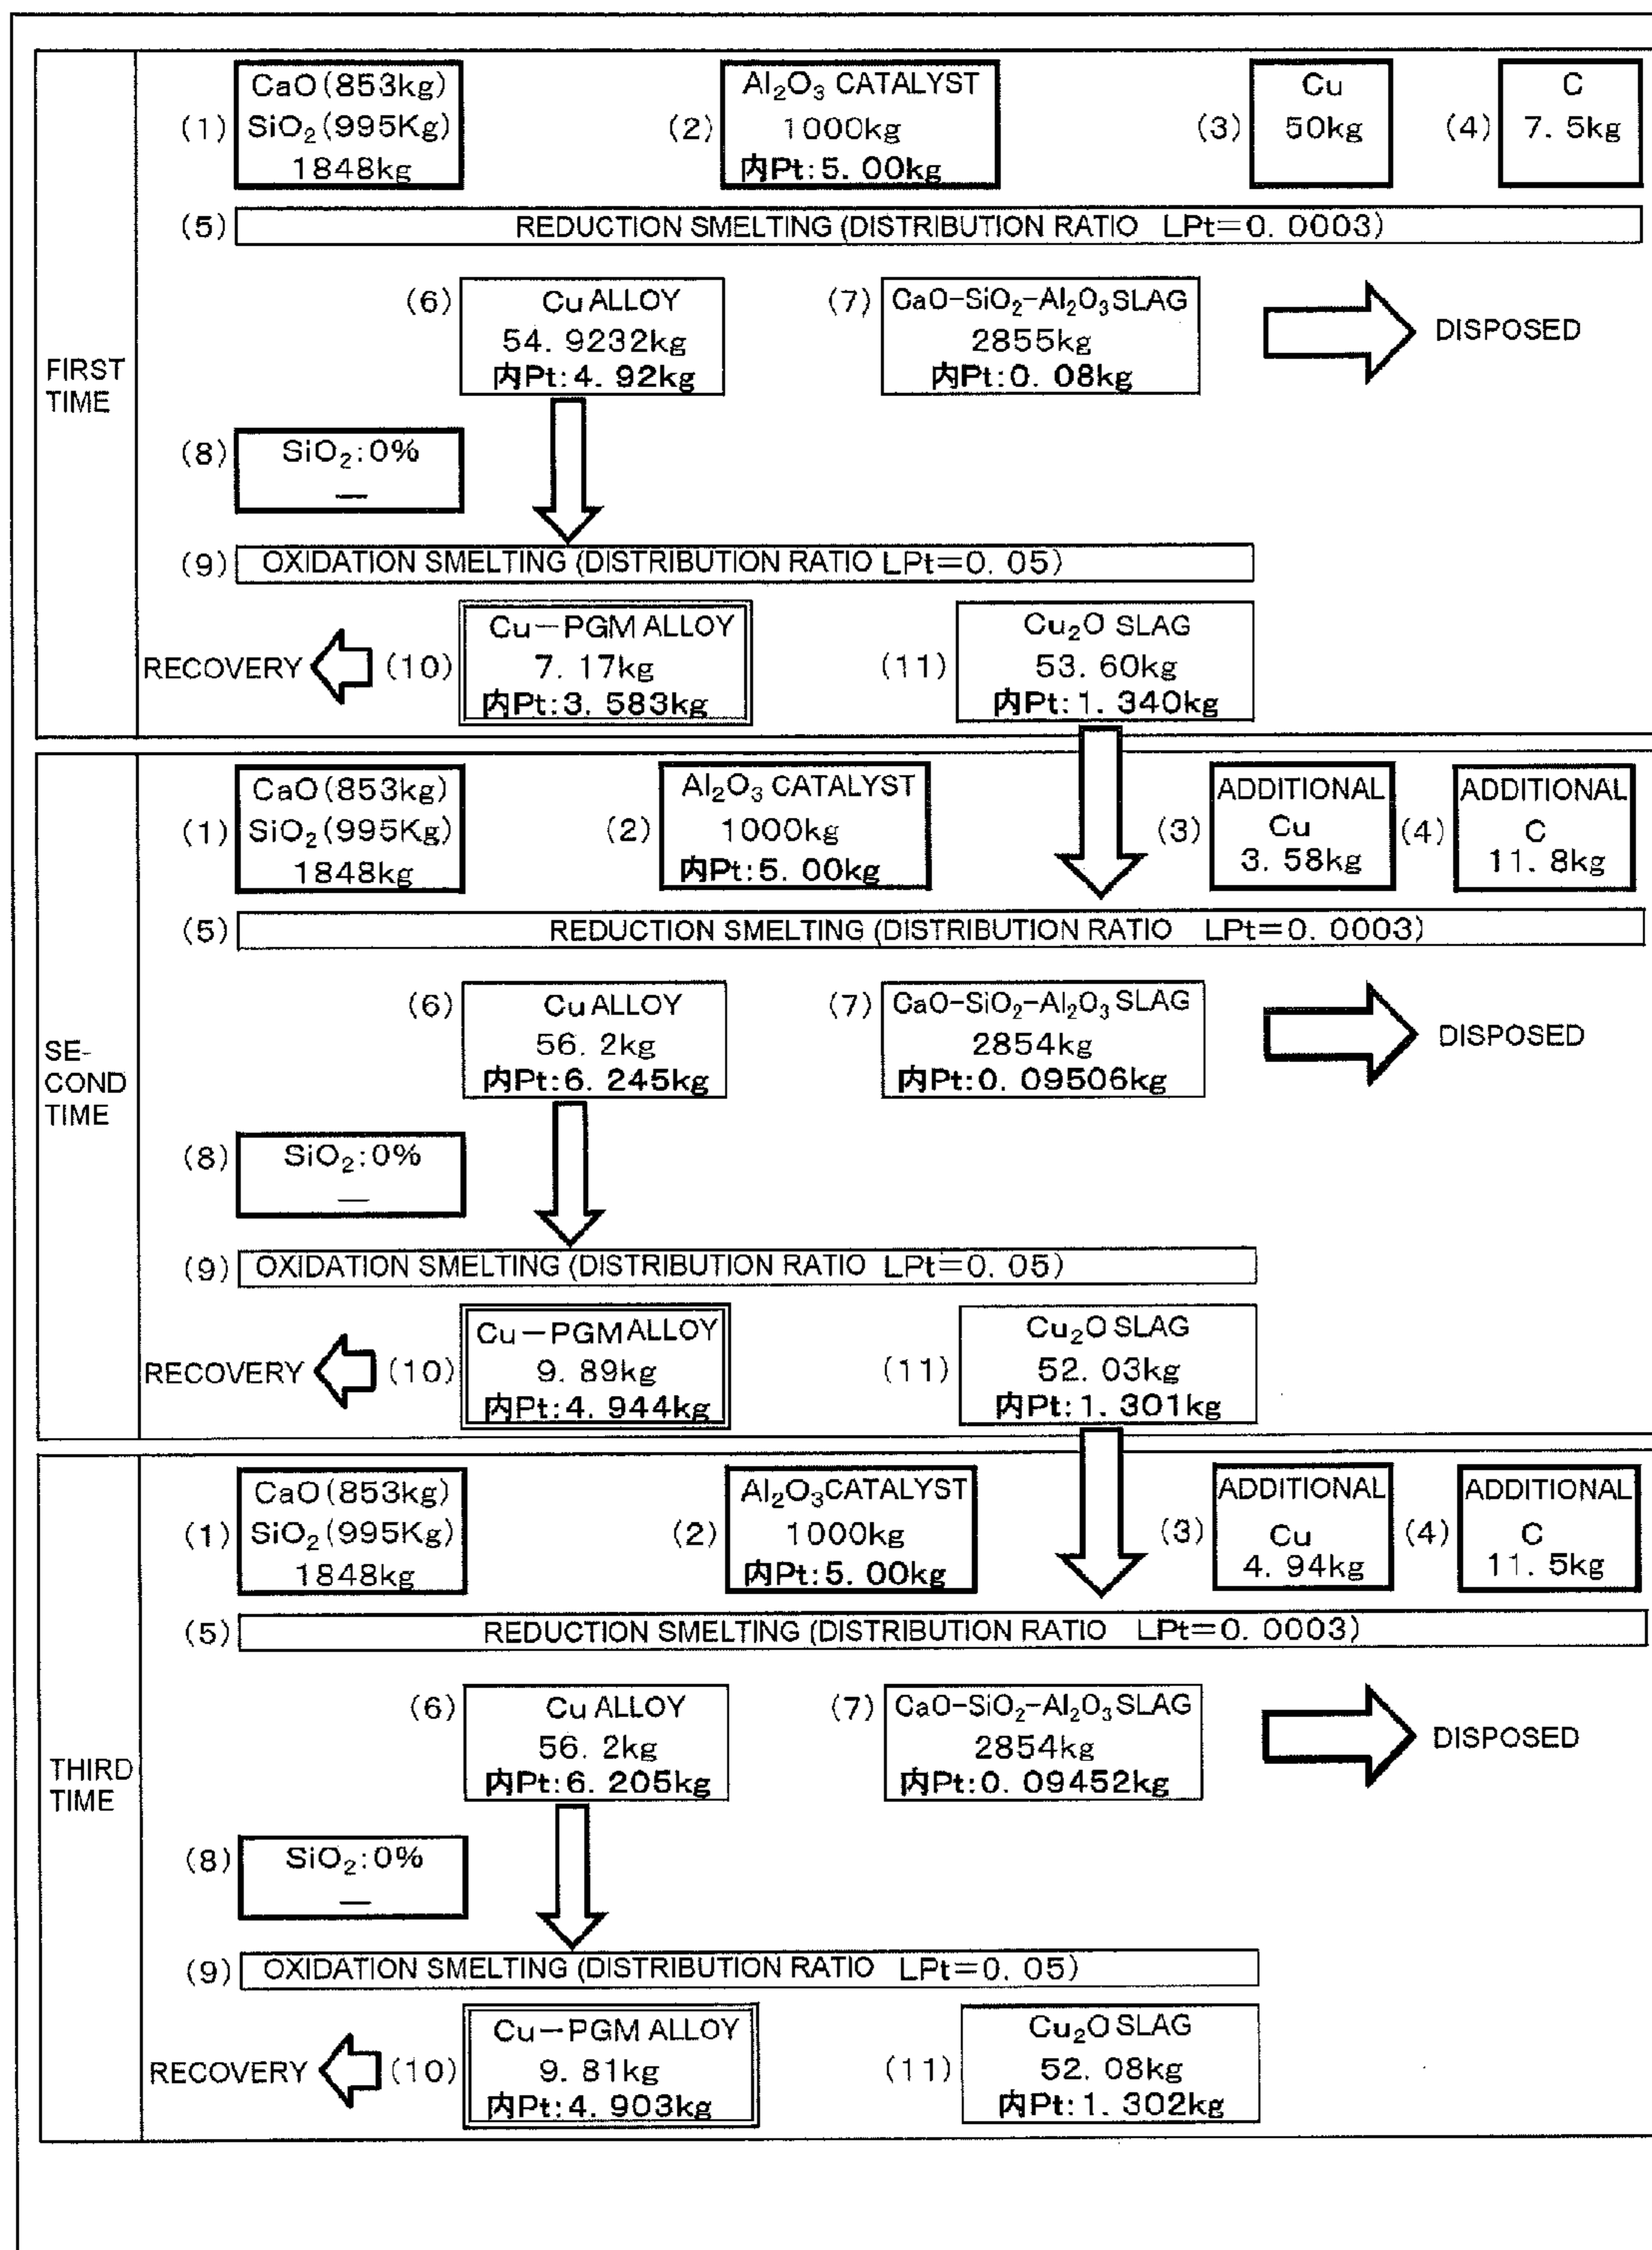 FIRST
TIME
(1)
CaO(853kg)
SiO₂(995Kg)
1848kg
(2)
Al₂O₃ CATALYST
1000kg
内Pt:5.00kg
(3)
Cu
50kg
(4)
C
7.5kg
(5)
REDUCTION SMELTING (DISTRIBUTION RATIO LPt=0.0003)
(6)
Cu ALLOY
54.9232kg
内Pt:4.92kg
(7)
CaO-SiO₂-Al₂O₃ SLAG
2855kg
内Pt:0.08kg
DISPOSED
(8)
SiO₂:0%
—
(9)
OXIDATION SMELTING (DISTRIBUTION RATIO LPt=0.05)
RECOVERY
(10)
Cu-PGM ALLOY
7.17kg
内Pt:3.583kg
(11)
Cu₂O SLAG
53.60kg
内Pt:1.340kg
SE-
COND
TIME
(1)
CaO(853kg)
SiO₂(995Kg)
1848kg
(2)
Al₂O₃ CATALYST
1000kg
内Pt:5.00kg
(3)
ADDITIONAL
Cu
3.58kg
(4)
ADDITIONAL
C
11.8kg
(5)
REDUCTION SMELTING (DISTRIBUTION RATIO LPt=0.0003)
(6)
Cu ALLOY
56.2kg
内Pt:6.245kg
(7)
CaO-SiO₂-Al₂O₃ SLAG
2854kg
内Pt:0.09506kg
DISPOSED
(8)
SiO₂:0%
—
(9)
OXIDATION SMELTING (DISTRIBUTION RATIO LPt=0.05)
RECOVERY
(10)
Cu-PGM ALLOY
9.89kg
内Pt:4.944kg
(11)
Cu₂O SLAG
52.03kg
内Pt:1.301kg
THIRD
TIME
(1)
CaO(853kg)
SiO₂(995Kg)
1848kg
(2)
Al₂O₃CATALYST
1000kg
内Pt:5.00kg
(3)
ADDITIONAL
Cu
4.94kg
(4)
ADDITIONAL
C
11.5kg
(5)
REDUCTION SMELTING (DISTRIBUTION RATIO LPt=0.0003)
(6)
Cu ALLOY
56.2kg
内Pt:6.205kg
(7)
CaO-SiO₂-Al₂O₃ SLAG
2854kg
内Pt:0.09452kg
DISPOSED
(8)
SiO₂:0%
—
(9)
OXIDATION SMELTING (DISTRIBUTION RATIO LPt=0.05)
RECOVERY
(10)
Cu-PGM ALLOY
9.81kg
内Pt:4.903kg
(11)
Cu₂O SLAG
52.08kg
内Pt:1.302kg